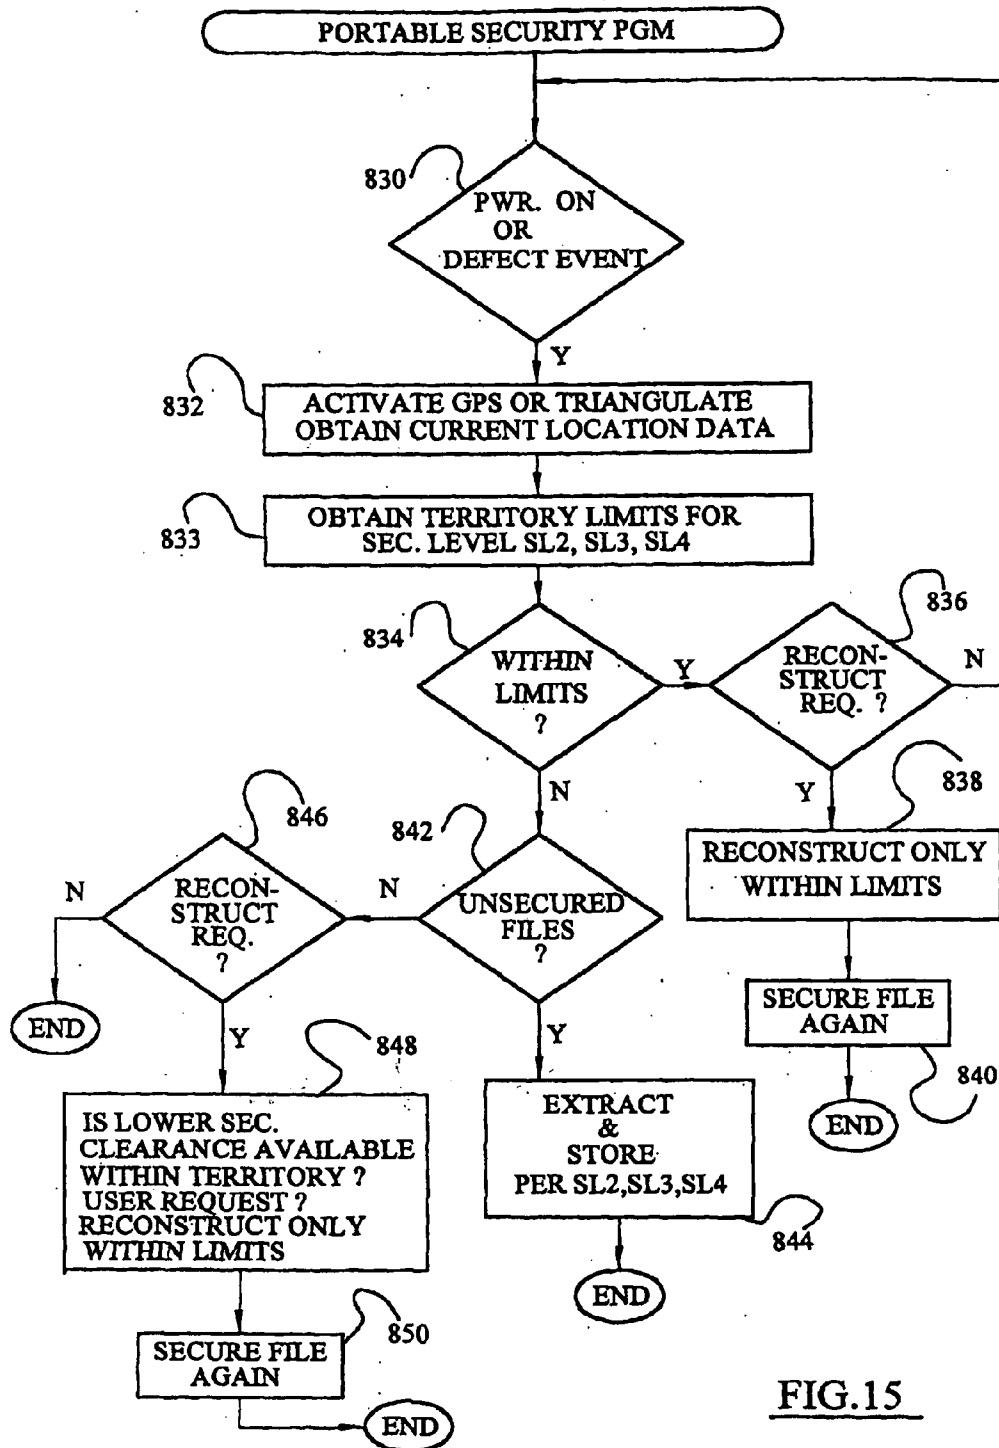 PORTABLE SECURITY PGM
830
PWR. ON
OR
DEFECT EVENT
Y
832
ACTIVATE GPS OR TRIANGULATE
OBTAIN CURRENT LOCATION DATA
833
OBTAIN TERRITORY LIMITS FOR
SEC. LEVEL SL2, SL3, SL4
834
WITHIN
LIMITS
?
Y
836
RECON-
STRUCT
REQ. ?
N
Y
838
RECONSTRUCT ONLY
WITHIN LIMITS
SECURE FILE
AGAIN
840
END
N
842
UNSECURED
FILES
?
N
846
RECON-
STRUCT
REQ.
?
N
END
Y
848
IS LOWER SEC.
CLEARANCE AVAILABLE
WITHIN TERRITORY ?
USER REQUEST ?
RECONSTRUCT ONLY
WITHIN LIMITS
850
SECURE FILE
AGAIN
END
Y
EXTRACT
&
STORE
PER SL2,SL3,SL4
844
END
FIG.15